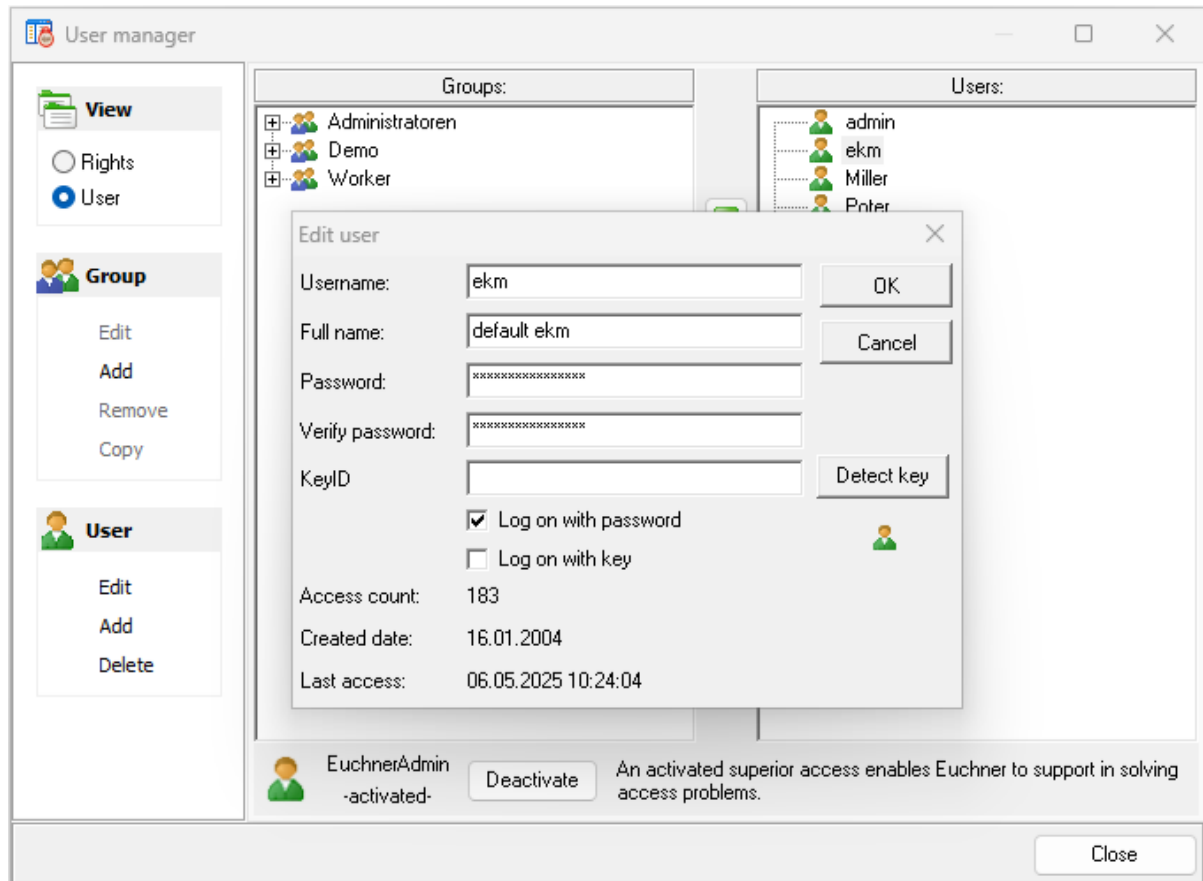 User manager
View
Rights
User
Group
Edit
Add
Remove
Copy
User
Edit
Add
Delete
Groups:
Administratoren
Demo
Worker
Users:
admin
ekm
Miller
Poter
Edit user
Username:
ekm
OK
Full name:
default ekm
Cancel
Password:
****************
Verify password:
****************
KeyID
Detect key
Log on with password
Log on with key
Access count:
183
Created date:
16.01.2004
Last access:
06.05.2025 10:24:04
EuchnerAdmin
-activated-
Deactivate
An activated superior access enables Euchner to support in solving
access problems.
Close